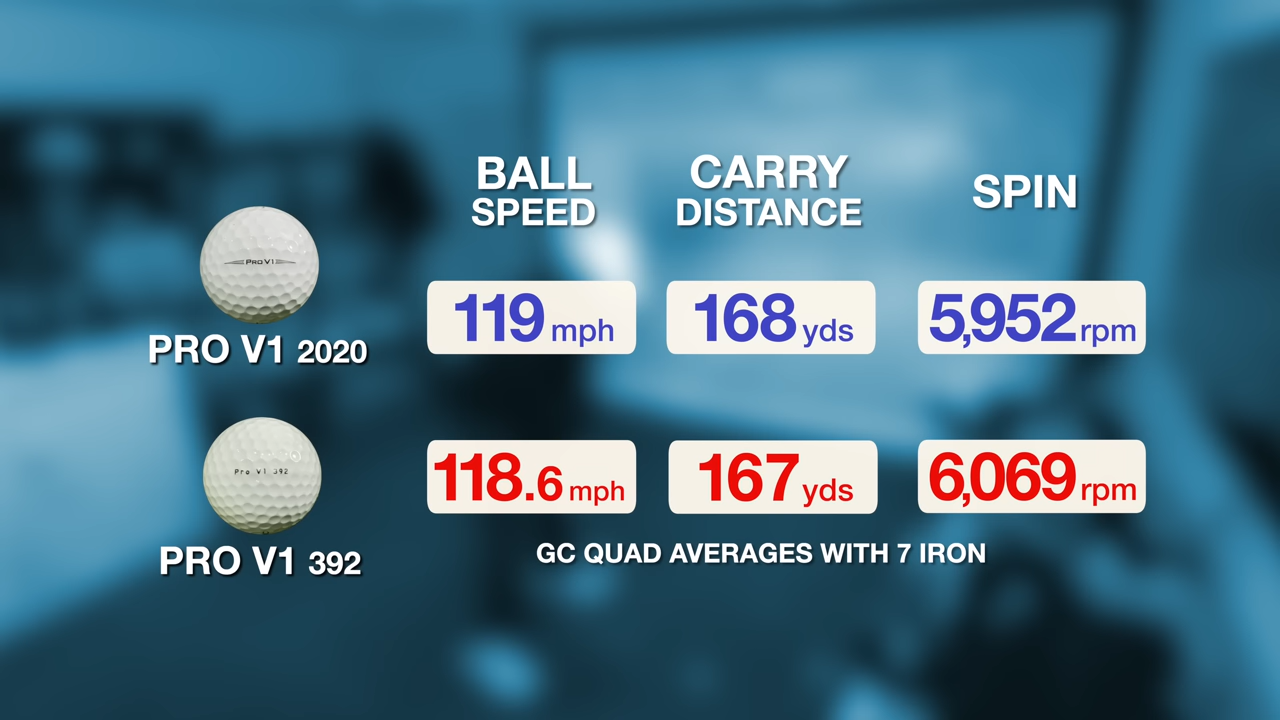 BALL
SPEED
CARRY
DISTANCE
SPIN
PRO V1
PRO V1 2020
119 mph
168 yds
5,952 rpm
Pro V1 392
PRO V1 392
118.6 mph
167 yds
6,069 rpm
GC QUAD AVERAGES WITH 7 IRON